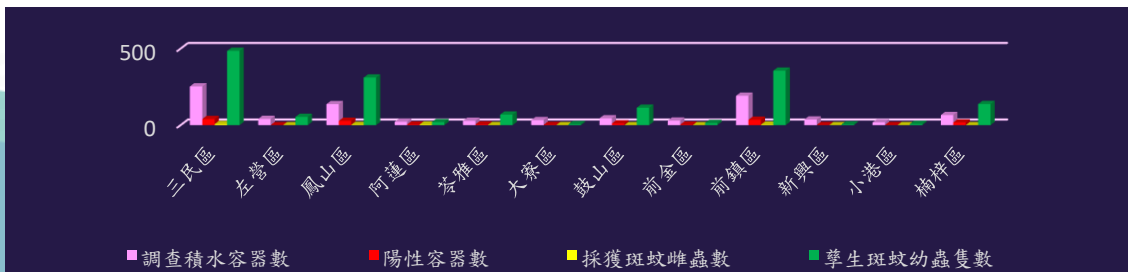 500
0
三民區 左營區 鳳山區 阿蓮區 苓雅區 大寮區 鼓山區 前金區 前鎮區 新興區 小港區 楠梓區
調查積水容器數 陽性容器數 採獲斑蚊雌蟲數 孳生斑蚊幼蟲隻數